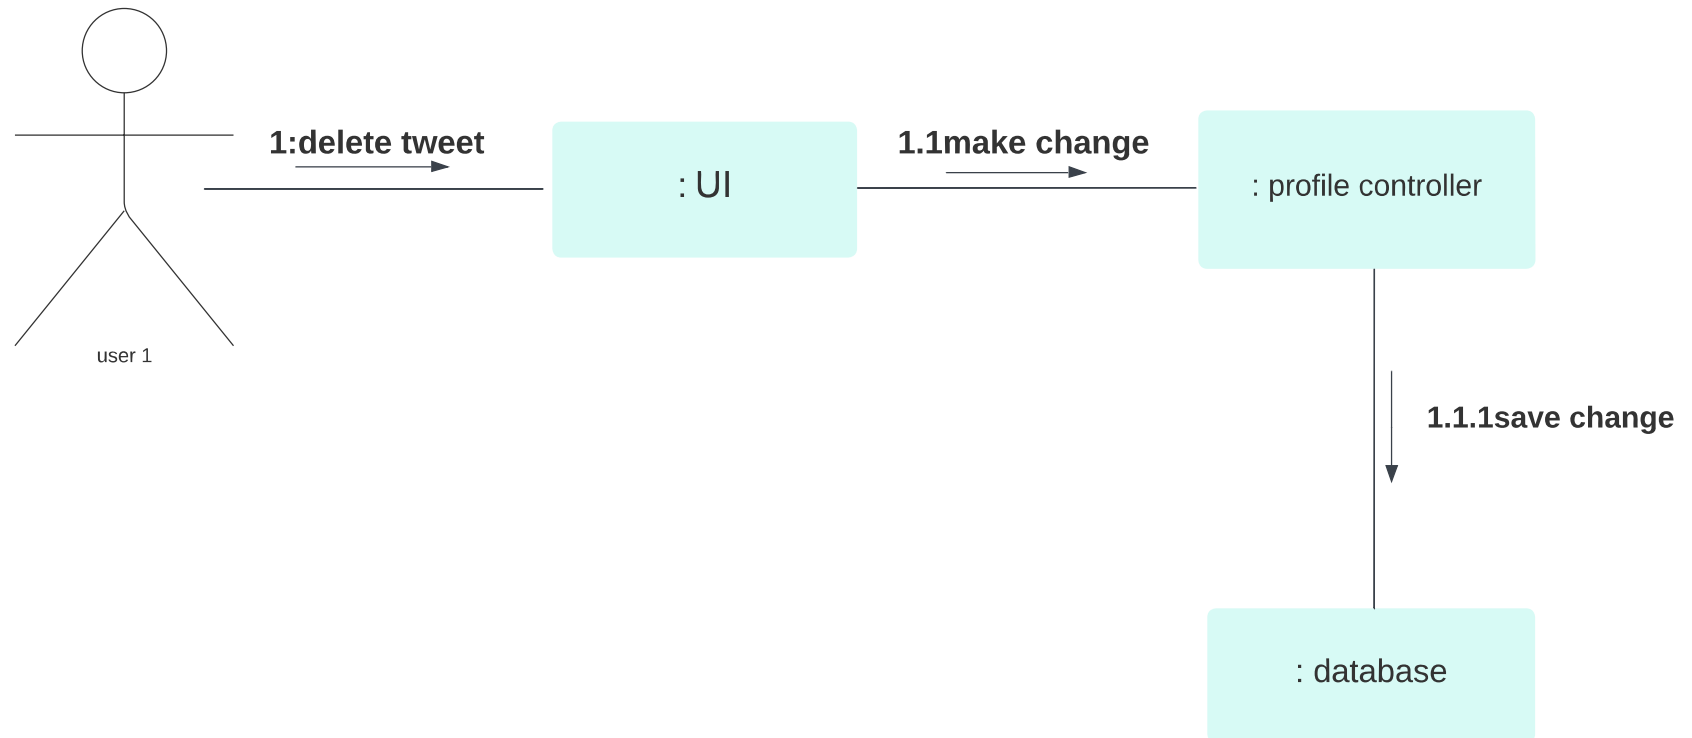 1:delete tweet
: UI
1.1make change
: profile controller
user 1
1.1.1save change
: database